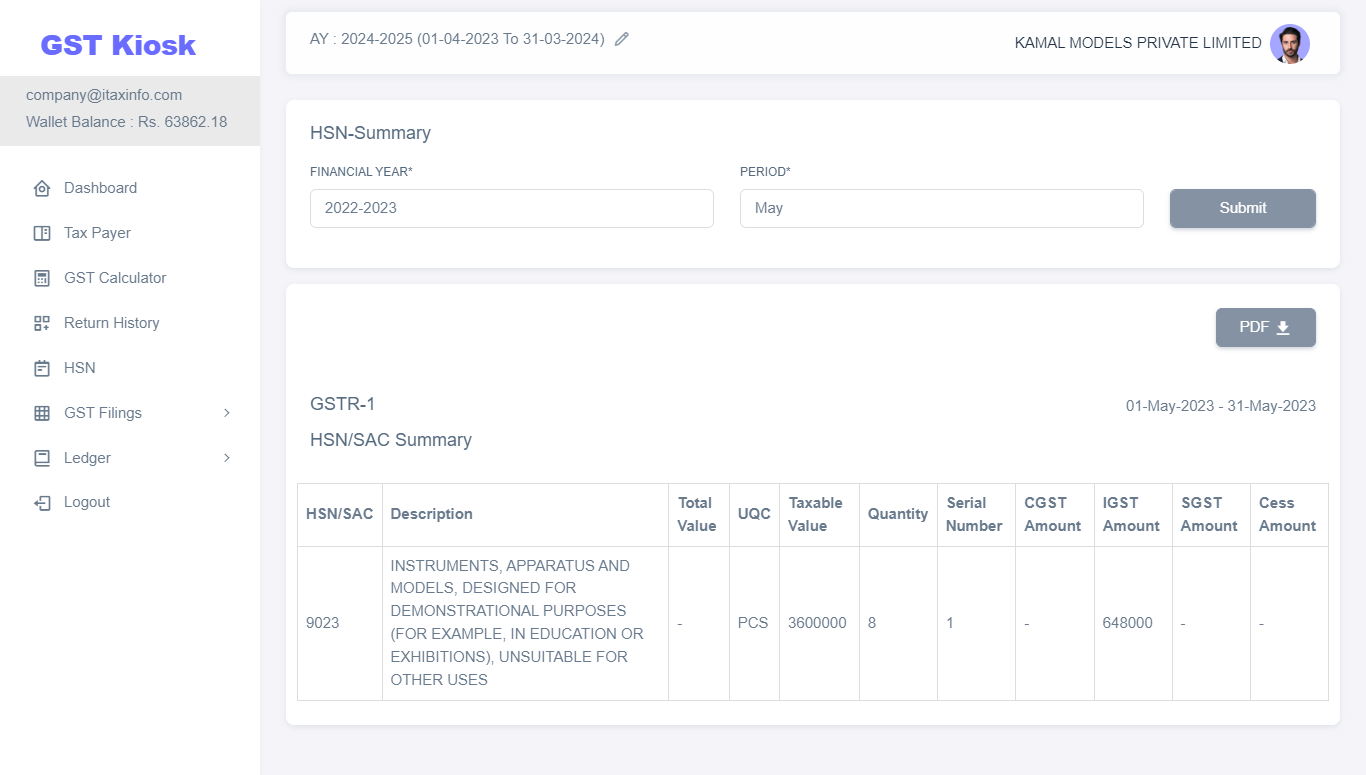 GST Kiosk
company@itaxinfo.com
Wallet Balance : Rs. 63862.18
Dashboard
Tax Payer
GST Calculator
Return History
HSN
GST Filings
Ledger
Logout
AY : 2024-2025 (01-04-2023 To 31-03-2024)
KAMAL MODELS PRIVATE LIMITED
HSN-Summary
FINANCIAL YEAR*
PERIOD*
2022-2023
May
Submit
PDF
GSTR-1
01-May-2023 - 31-May-2023
HSN/SAC Summary
HSN/SAC
Description
Total
Value
UQC
Taxable
Value
Quantity
Serial
Number
CGST
Amount
IGST
Amount
SGST
Amount
Cess
Amount
9023
INSTRUMENTS, APPARATUS AND
MODELS, DESIGNED FOR
DEMONSTRATIONAL PURPOSES
(FOR EXAMPLE, IN EDUCATION OR
EXHIBITIONS), UNSUITABLE FOR
OTHER USES
-
PCS
3600000
8
1
-
648000
-
-